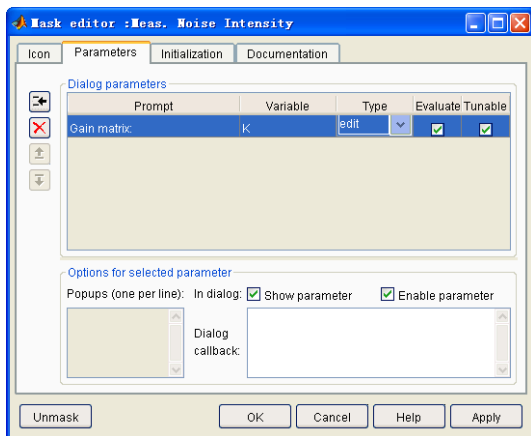 Mask editor :Meas. Noise Intensity
Icon Parameters Initialization Documentation
Dialog parameters
Prompt Variable Type Evaluate Tunable
Gain matrix: K edit
Options for selected parameter
Popups (one per line): In dialog: Show parameter Enable parameter
Dialog
callback:
Unmask OK Cancel Help Apply